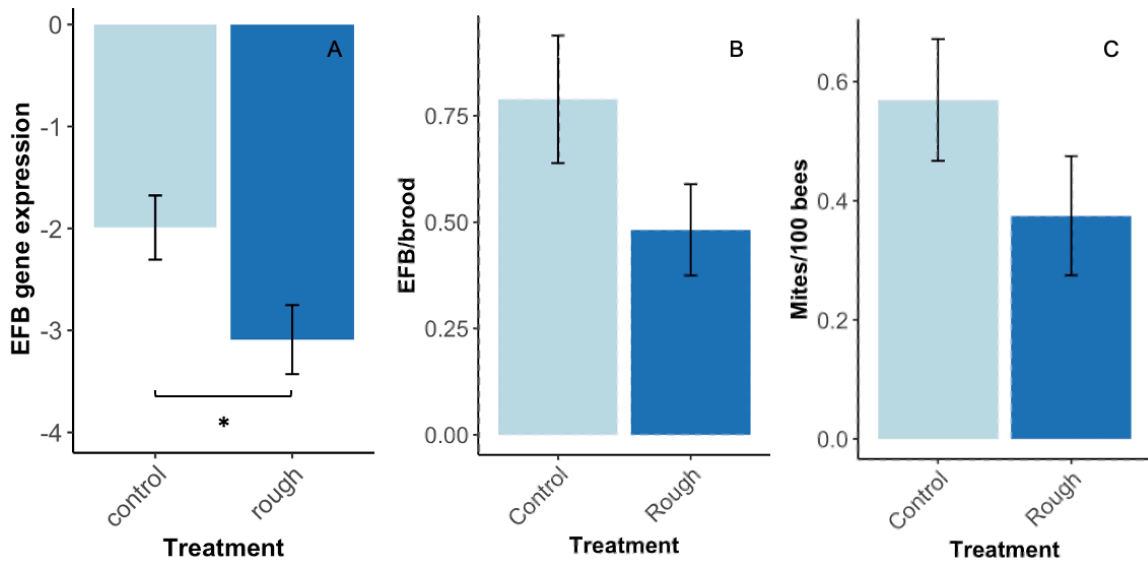 A
EFB gene expression
0
-1
-2
-3
-4
*
control
rough
Treatment
B
EFB/brood
0.75
0.50
0.25
0.00
Control
Rough
Treatment
C
Mites/100 bees
0.6
0.4
0.2
0.0
Control
Rough
Treatment